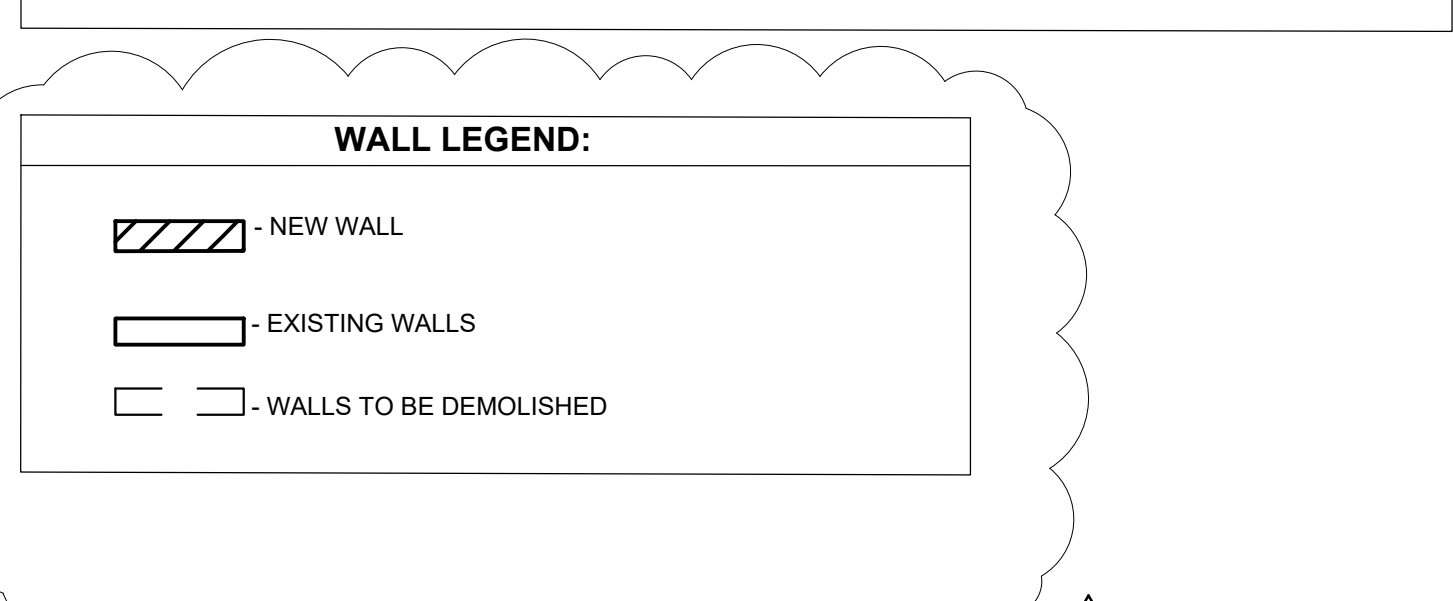 WALL LEGEND:
- NEW WALL
- EXISTING WALLS
- WALLS TO BE DEMOLISHED